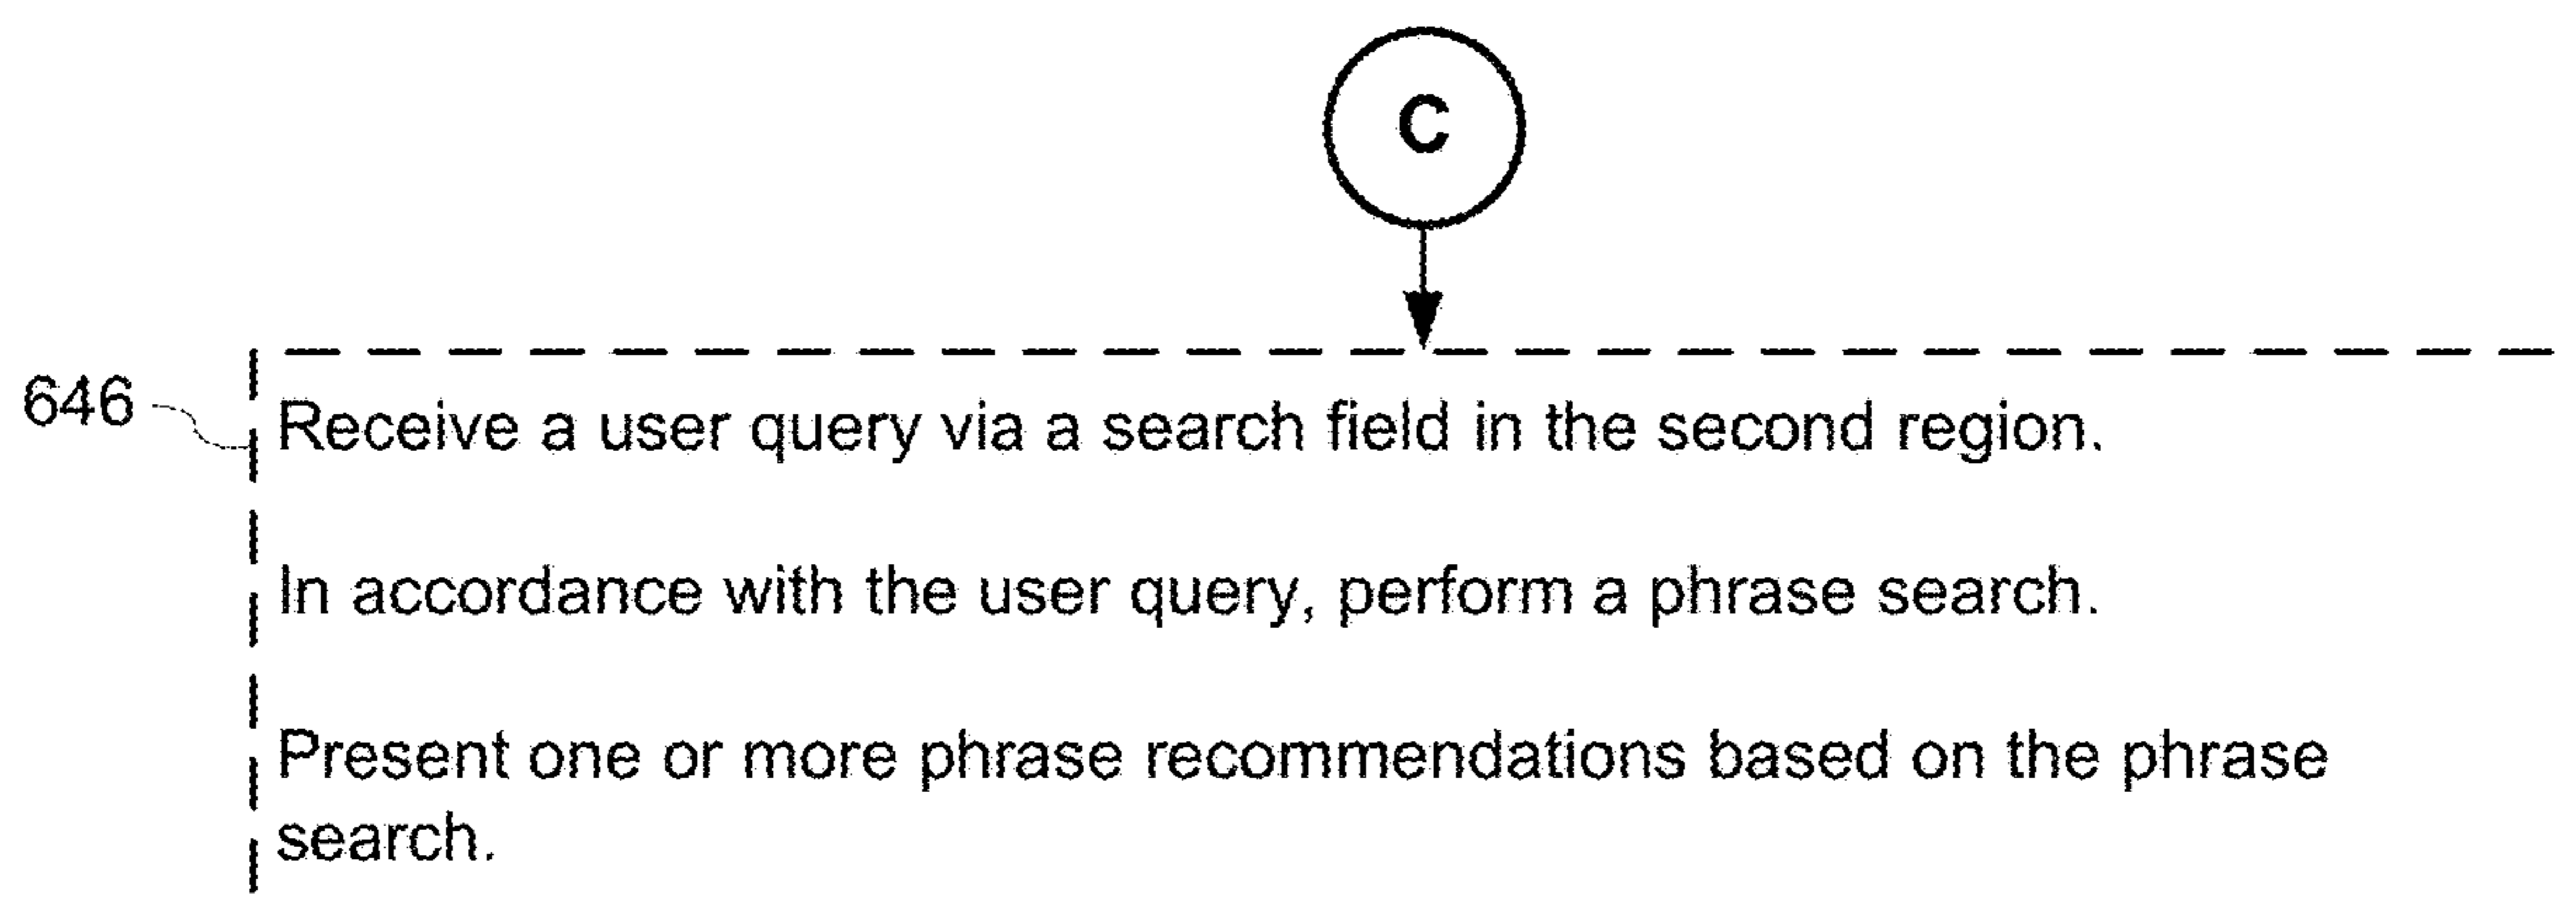 C
646
Receive a user query via a search field in the second region.
In accordance with the user query, perform a phrase search.
Present one or more phrase recommendations based on the phrase
search.